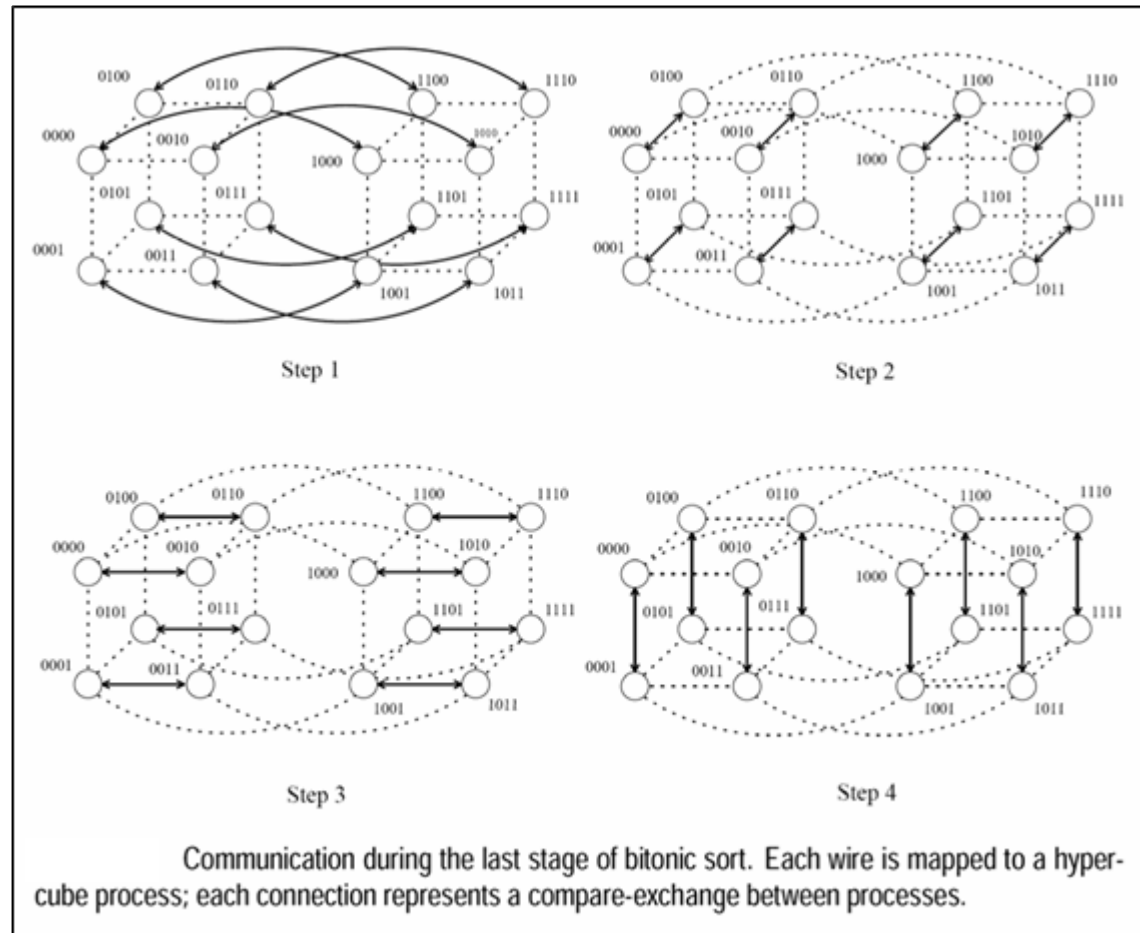 0100 0110 1100 1110
0000 0010 1000 1010
0101 0111 1101 1111
0001 0011 1001 1011
Step 1
0100 0110 1100 1110
0000 0010 1000 1010
0101 0111 1101 1111
0001 0011 1001 1011
Step 2
0100 0110 1100 1110
0000 0010 1000 1010
0101 0111 1101 1111
0001 0011 1001 1011
Step 3
0100 0110 1100 1110
0000 0010 1000 1010
0101 0111 1101 1111
0001 0011 1001 1011
Step 4
Communication during the last stage of bitonic sort. Each wire is mapped to a hyper-
cube process; each connection represents a compare-exchange between processes.